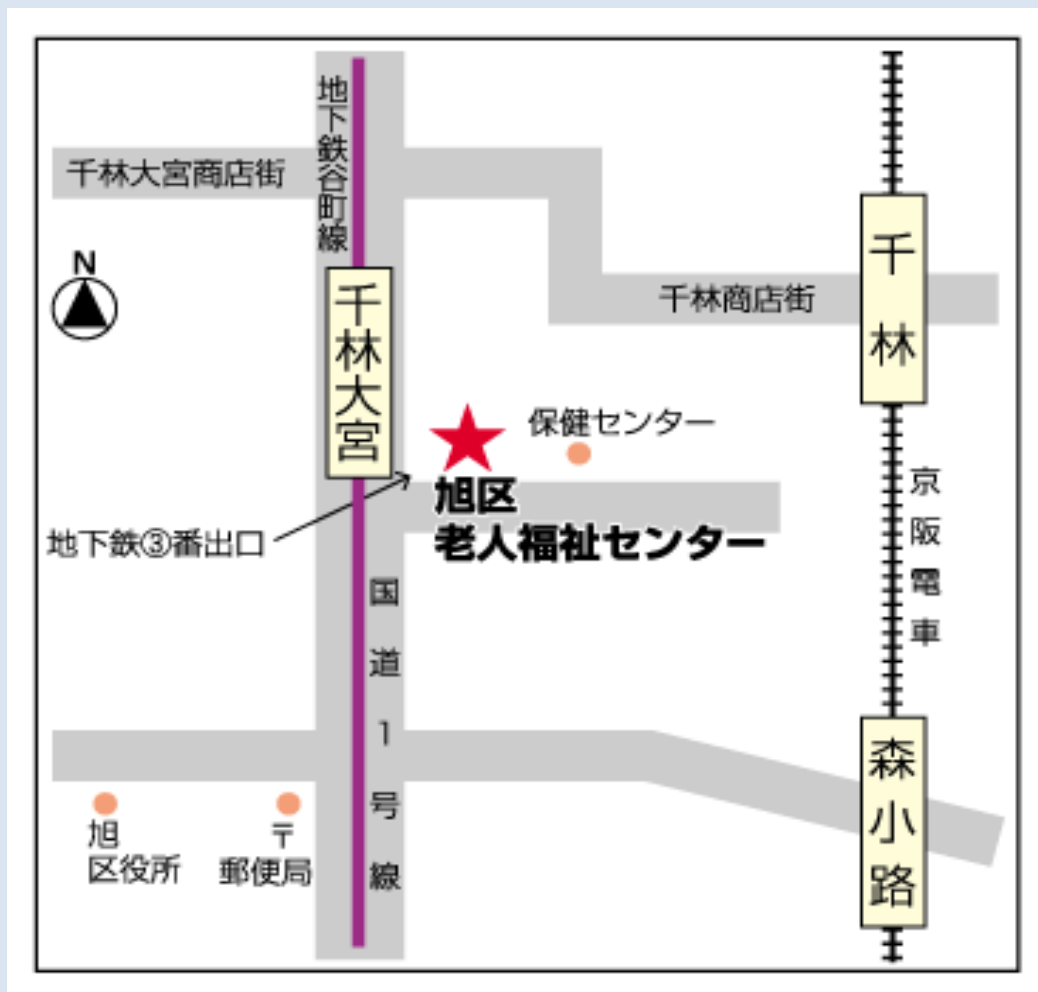 地下鉄谷町線
千林大宮商店街
N
千林
千林大宮
千林商店街
保健センター
旭区
老人福祉センター
京阪電車
地下鉄③番出口
国道1号線
森小路
旭
区役所
〒
郵便局